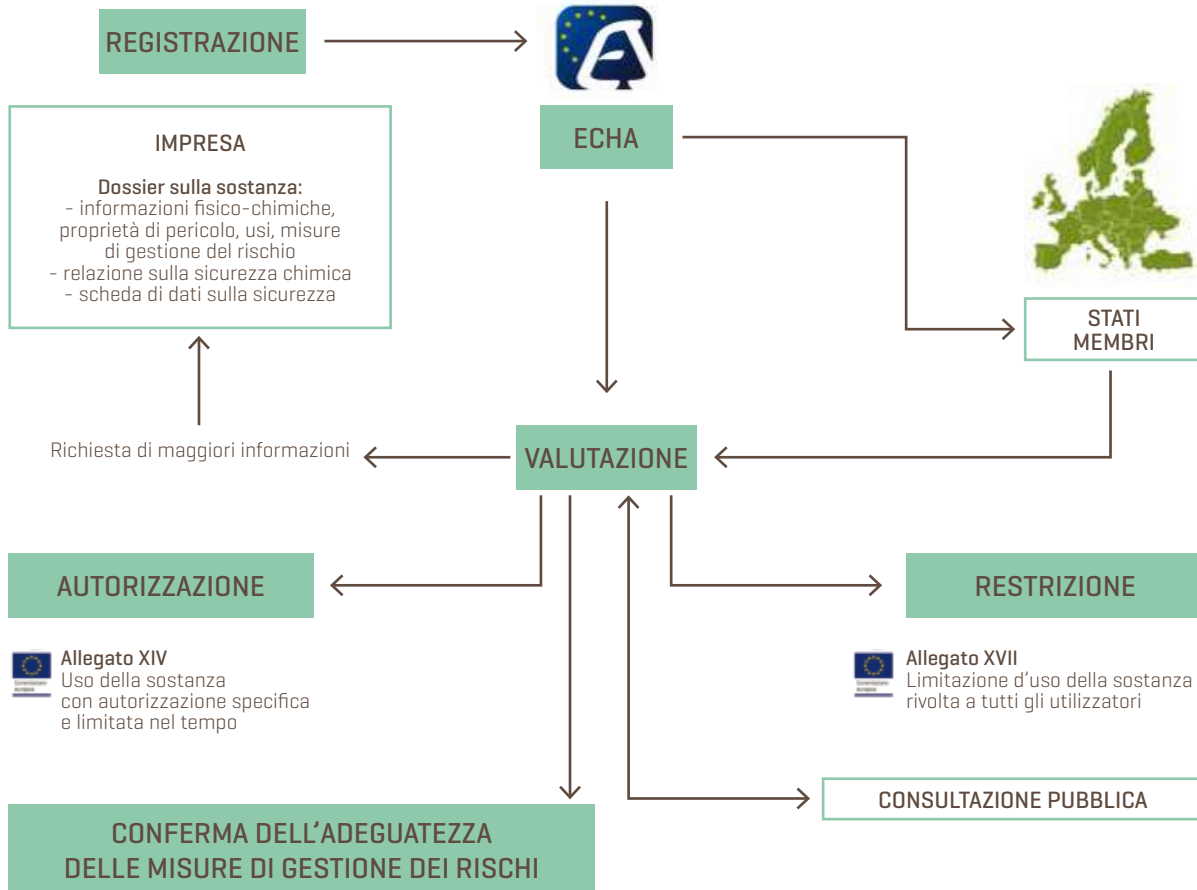 REGISTRAZIONE
ECHA
IMPRESA
Dossier sulla sostanza:
- informazioni fisico-chimiche,
proprietà di pericolo, usi, misure
di gestione del rischio
- relazione sulla sicurezza chimica
- scheda di dati sulla sicurezza
STATI
MEMBRI
Richiesta di maggiori informazioni
VALUTAZIONE
AUTORIZZAZIONE
Allegato XIV
Uso della sostanza
con autorizzazione specifica
e limitata nel tempo
RESTRIZIONE
Allegato XVII
Limitazione d'uso della sostanza
rivolta a tutti gli utilizzatori
CONSULTAZIONE PUBBLICA
CONFERMA DELL'ADEGUATEZZA
DELLE MISURE DI GESTIONE DEI RISCHI